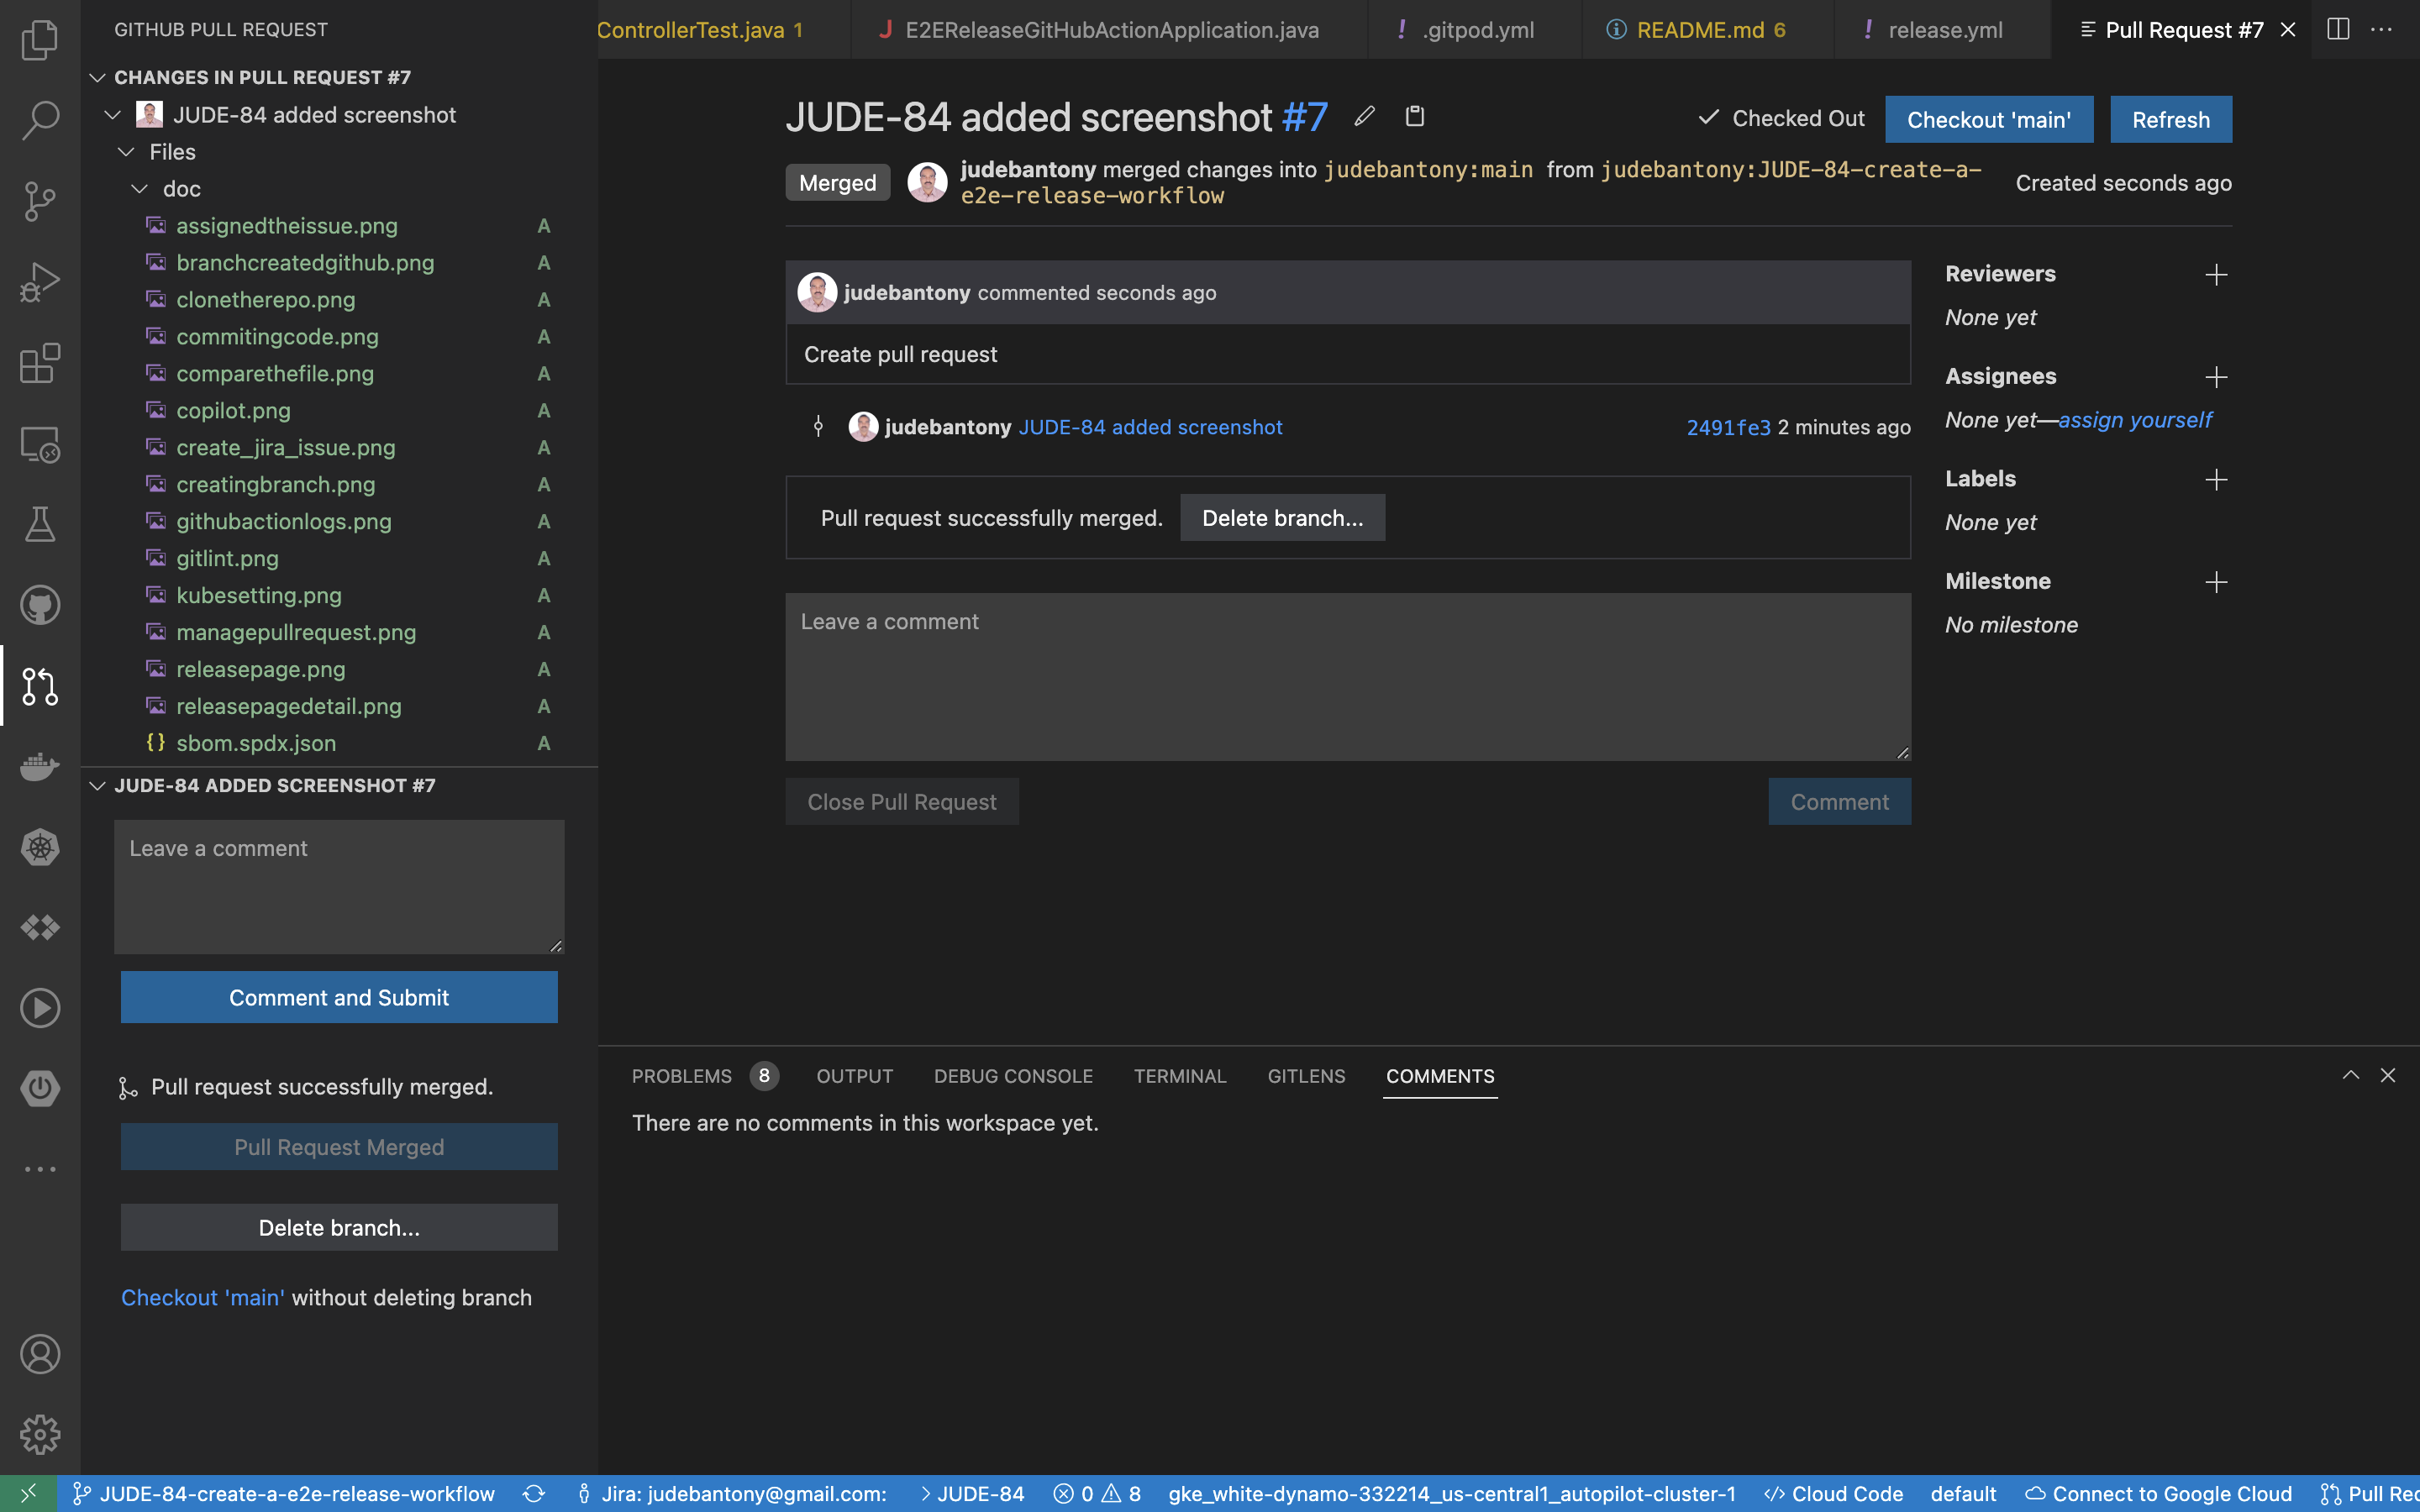 GITHUB PULL REQUEST
ControllerTest.java 1
E2EReleaseGitHubActionApplication.java
.gitpod.yml
README.md 6
release.yml
Pull Request #7
CHANGES IN PULL REQUEST #7
JUDE-84 added screenshot
Files
doc
assignedtheissue.png A
branchcreatedgithub.png A
clonetherepo.png A
commitingcode.png A
comparethefile.png A
copilot.png A
create_jira_issue.png A
creatingbranch.png A
githubactionlogs.png A
gitlint.png A
kubesetting.png A
managepullrequest.png A
releasepage.png A
releasepagedetail.png A
sbom.spdx.json A
JUDE-84 ADDED SCREENSHOT #7
Leave a comment
Comment and Submit
Pull request successfully merged.
Pull Request Merged
Delete branch...
Checkout 'main' without deleting branch
JUDE-84 added screenshot #7
Checked Out
Checkout 'main'
Refresh
Merged
judebantony merged changes into judebantony:main from judebantony:JUDE-84-create-a-
e2e-release-workflow
Created seconds ago
judebantony commented seconds ago
Create pull request
judebantony JUDE-84 added screenshot
2491fe3 2 minutes ago
Pull request successfully merged.
Delete branch...
Leave a comment
Close Pull Request
Comment
Reviewers
None yet
Assignees
None yet—assign yourself
Labels
None yet
Milestone
No milestone
PROBLEMS 8
OUTPUT
DEBUG CONSOLE
TERMINAL
GITLENS
COMMENTS
There are no comments in this workspace yet.
JUDE-84-create-a-e2e-release-workflow
Jira: judebantony@gmail.com:
> JUDE-84
0 8
gke_white-dynamo-332214_us-central1_autopilot-cluster-1
</> Cloud Code
default
Connect to Google Cloud
Pull Rec